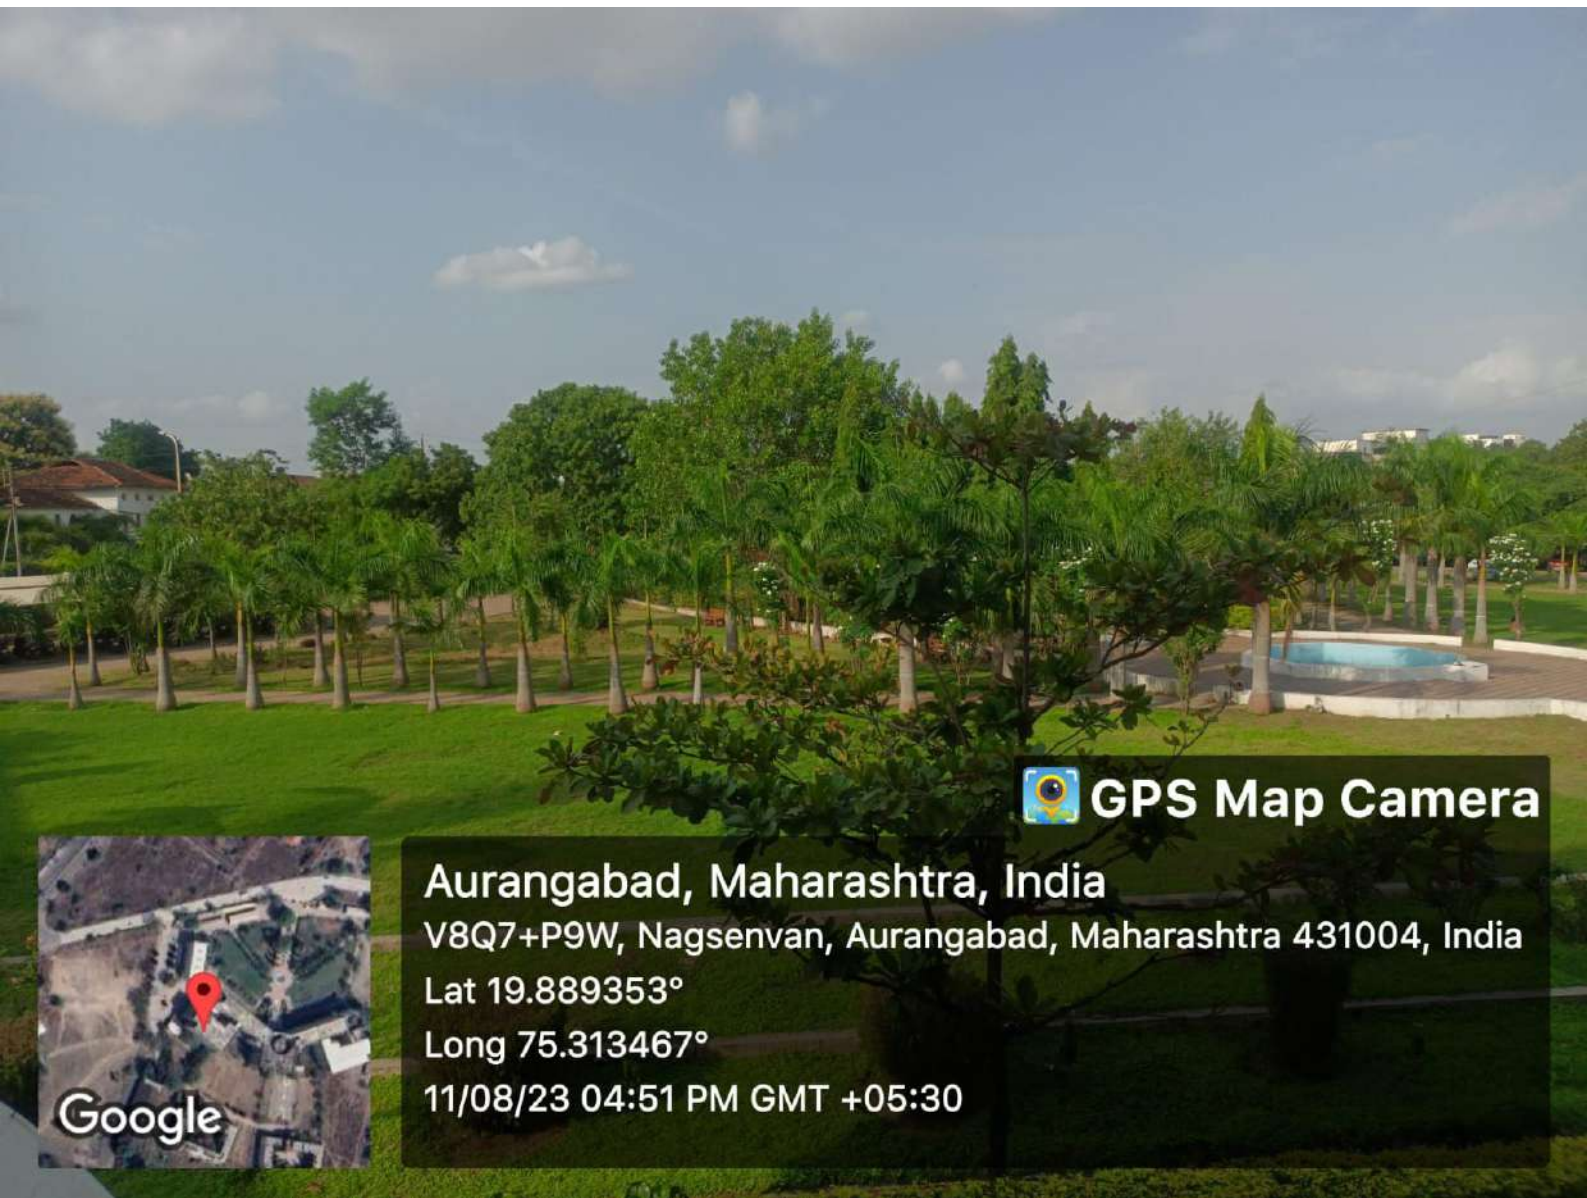 GPS Map Camera
Aurangabad, Maharashtra, India
V8Q7+P9W, Nagsenvan, Aurangabad, Maharashtra 431004, India
Lat 19.889353°
Long 75.313467°
11/08/23 04:51 PM GMT +05:30
Google